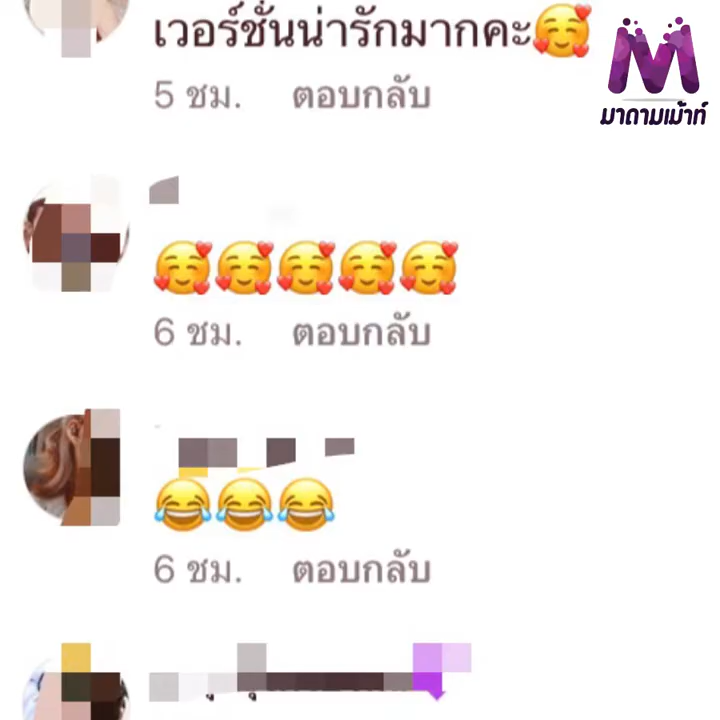 เวอร์ชั่นน่ารักมากคะ🥰
M
มาดามเม้าท์
5 ชม. ตอบกลับ
🥰🥰🥰🥰🥰
6 ชม. ตอบกลับ
😂😂😂
6 ชม. ตอบกลับ